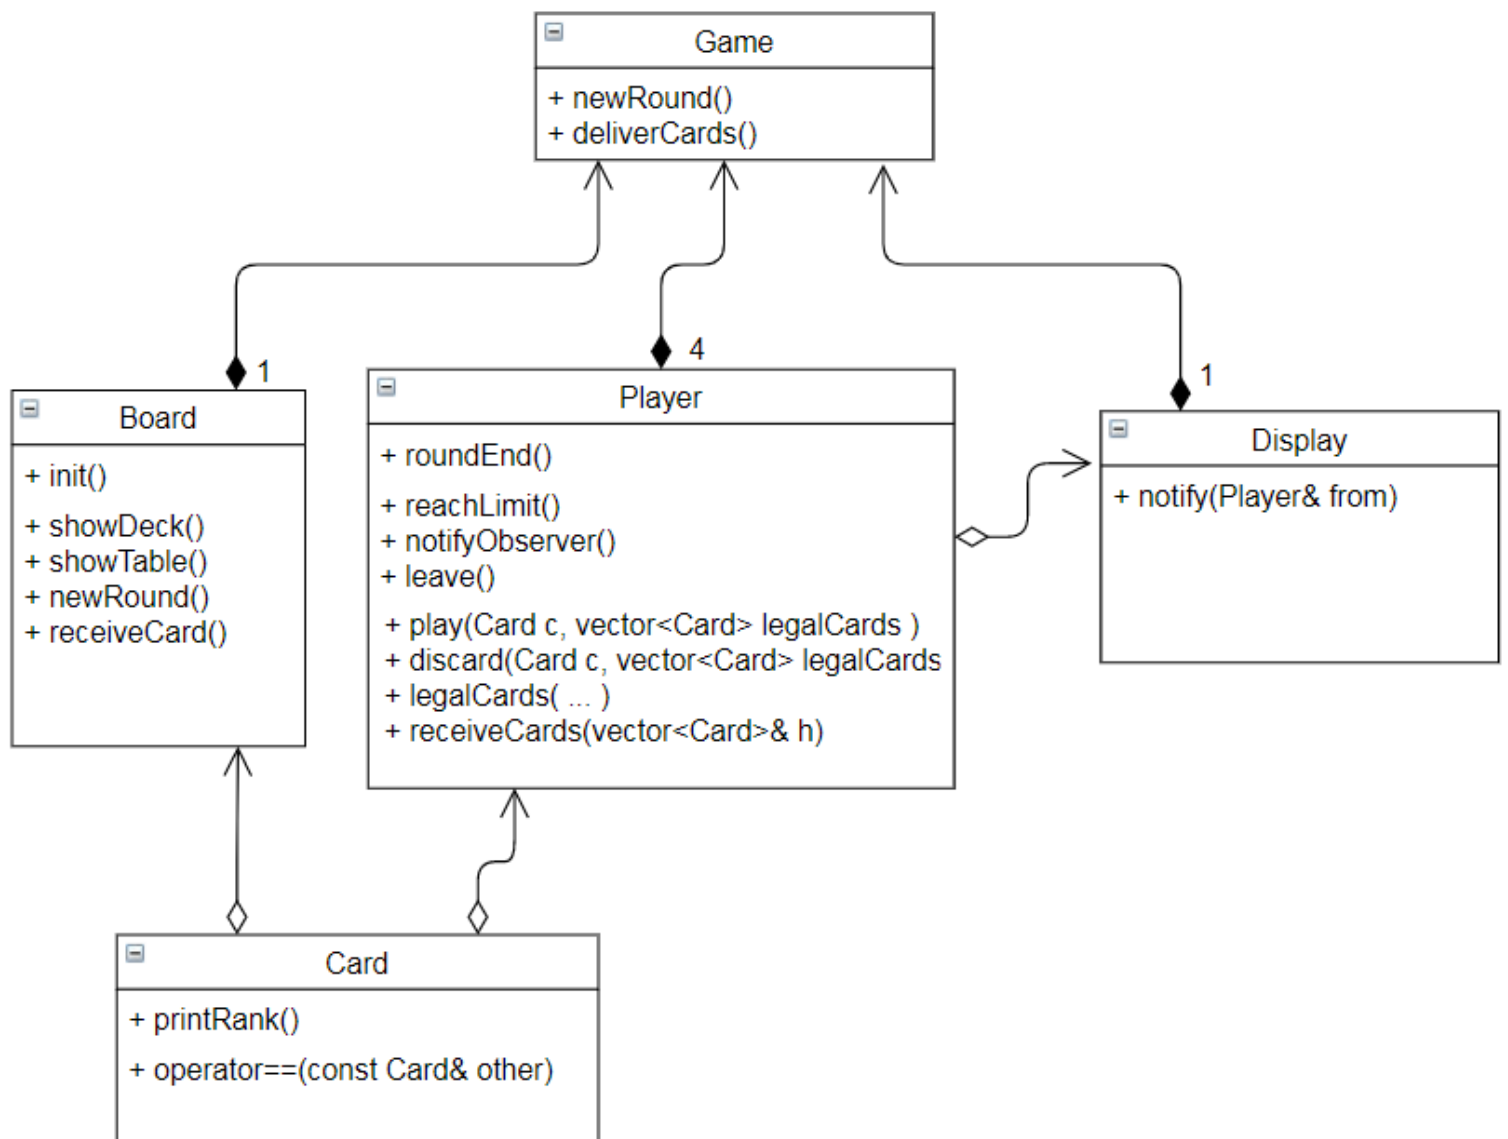 Game
+ newRound()
+ deliverCards()
1
4
1
Board
+ init()
+ showDeck()
+ showTable()
+ newRound()
+ receiveCard()
Player
+ roundEnd()
+ reachLimit()
+ notifyObserver()
+ leave()
+ play(Card c, vector<Card> legalCards )
+ discard(Card c, vector<Card> legalCards
+ legalCards( ... )
+ receiveCards(vector<Card>& h)
Display
+ notify(Player& from)
Card
+ printRank()
+ operator==(const Card& other)